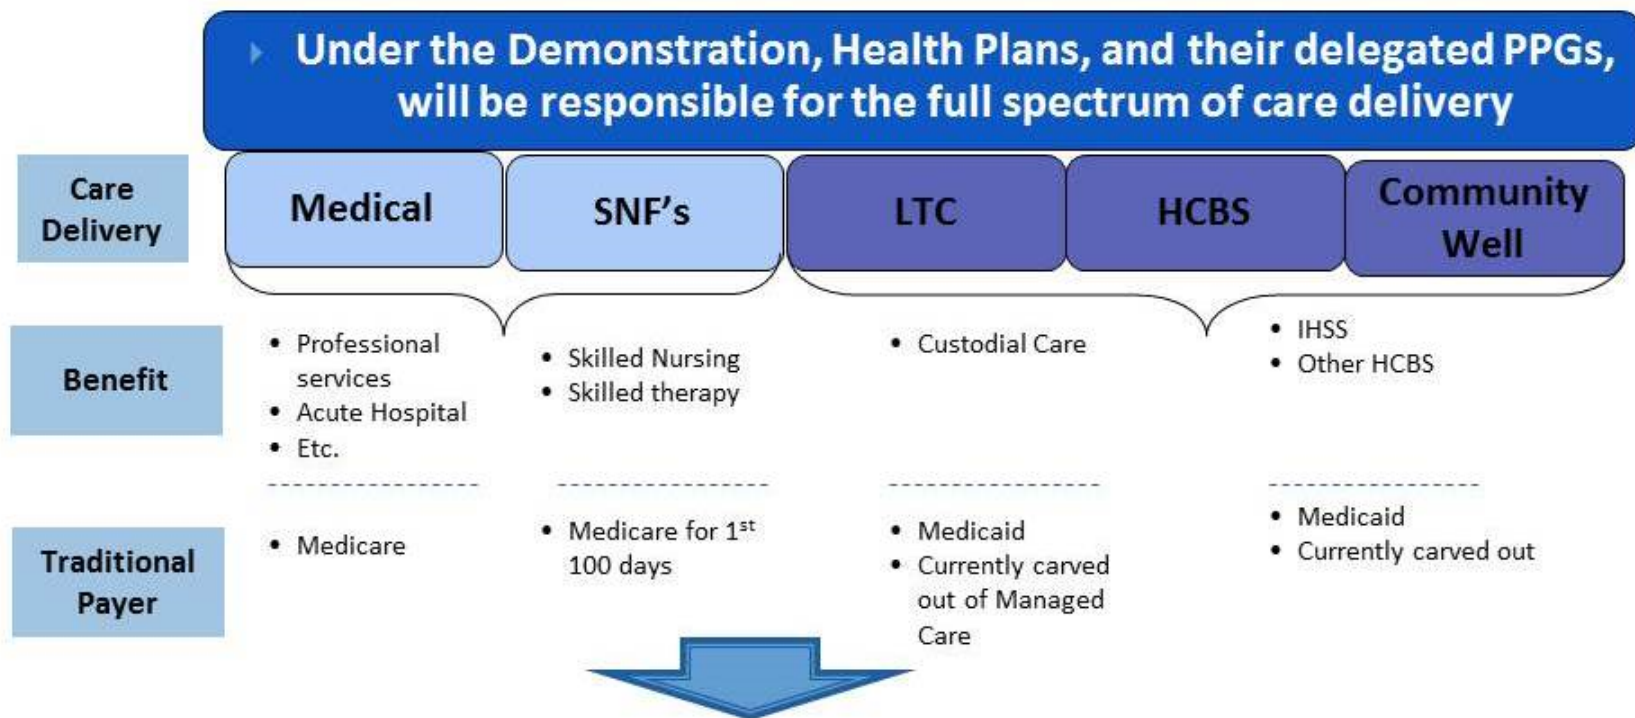 Under the Demonstration, Health Plans, and their delegated PPGs,
will be responsible for the full spectrum of care delivery
Care
Delivery
Medical
SNF's
LTC
HCBS
Community
Well
Benefit
• Professional
services
• Acute Hospital
• Etc.
• Skilled Nursing
• Skilled therapy
• Custodial Care
• IHSS
• Other HCBS
Traditional
Payer
• Medicare
• Medicare for 1st
100 days
• Medicaid
• Currently carved
out of Managed
Care
• Medicaid
• Currently carved out